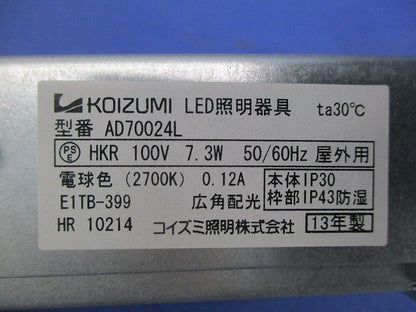 KOIZUMI LED照明器具 ta30℃
型番 AD70024L
PSE HKR 100V 7.3W 50/60Hz 屋外用
電球色 (2700K) 0.12A 本体IP30
E1TB-399 広角配光 枠部IP43防湿
HR 10214 コイズミ照明株式会社 13年製